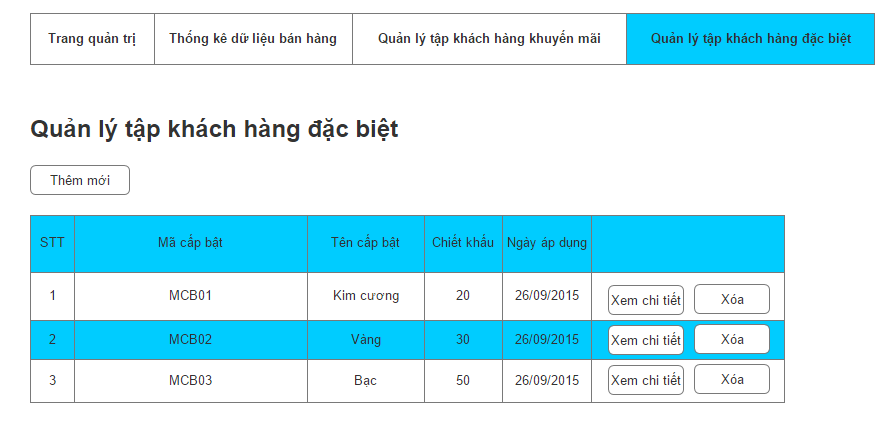 Trang quản trị Thống kê dữ liệu bán hàng Quản lý tập khách hàng khuyến mãi Quản lý tập khách hàng đặc biệt
Quản lý tập khách hàng đặc biệt
Thêm mới
STT Mã cấp bật Tên cấp bật Chiết khấu Ngày áp dụng
1 MCB01 Kim cương 20 26/09/2015 Xem chi tiết Xóa
2 MCB02 Vàng 30 26/09/2015 Xem chi tiết Xóa
3 MCB03 Bạc 50 26/09/2015 Xem chi tiết Xóa